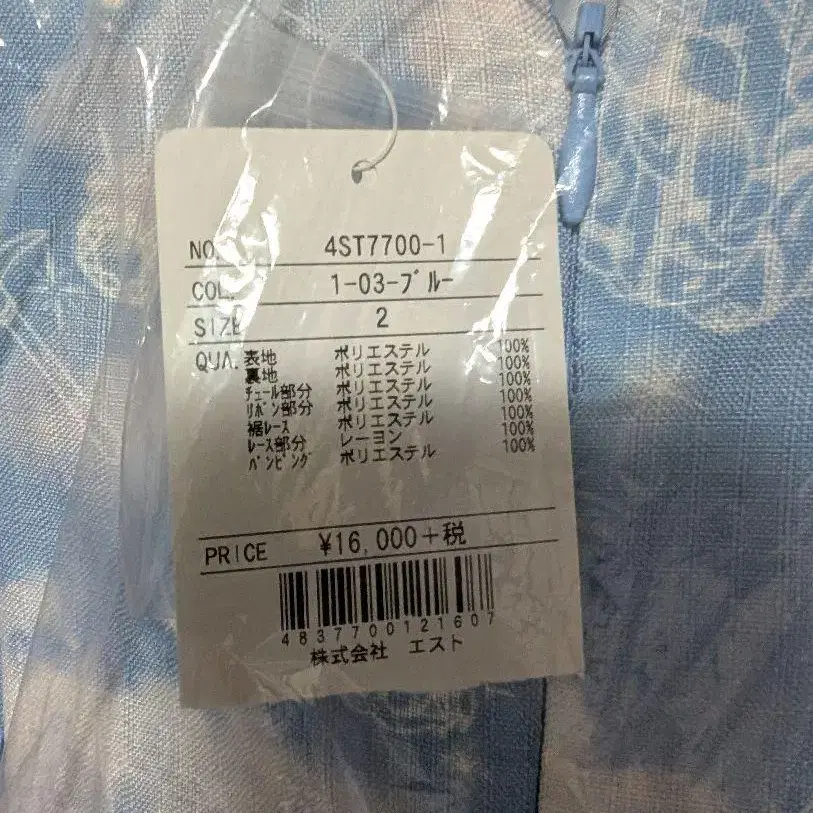 NO. 4ST7700-1
COL. 1-03-ブルー
SIZE 2
QUA. 表地 ポリエステル 100%
裏地 ポリエステル 100%
チュール部分 ポリエステル 100%
リボン部分 ポリエステル 100%
裾レース ポリエステル 100%
レース部分 レーヨン 100%
パンピング ポリエステル 100%
PRICE ¥16,000+税
4837700121607
株式会社 エスト